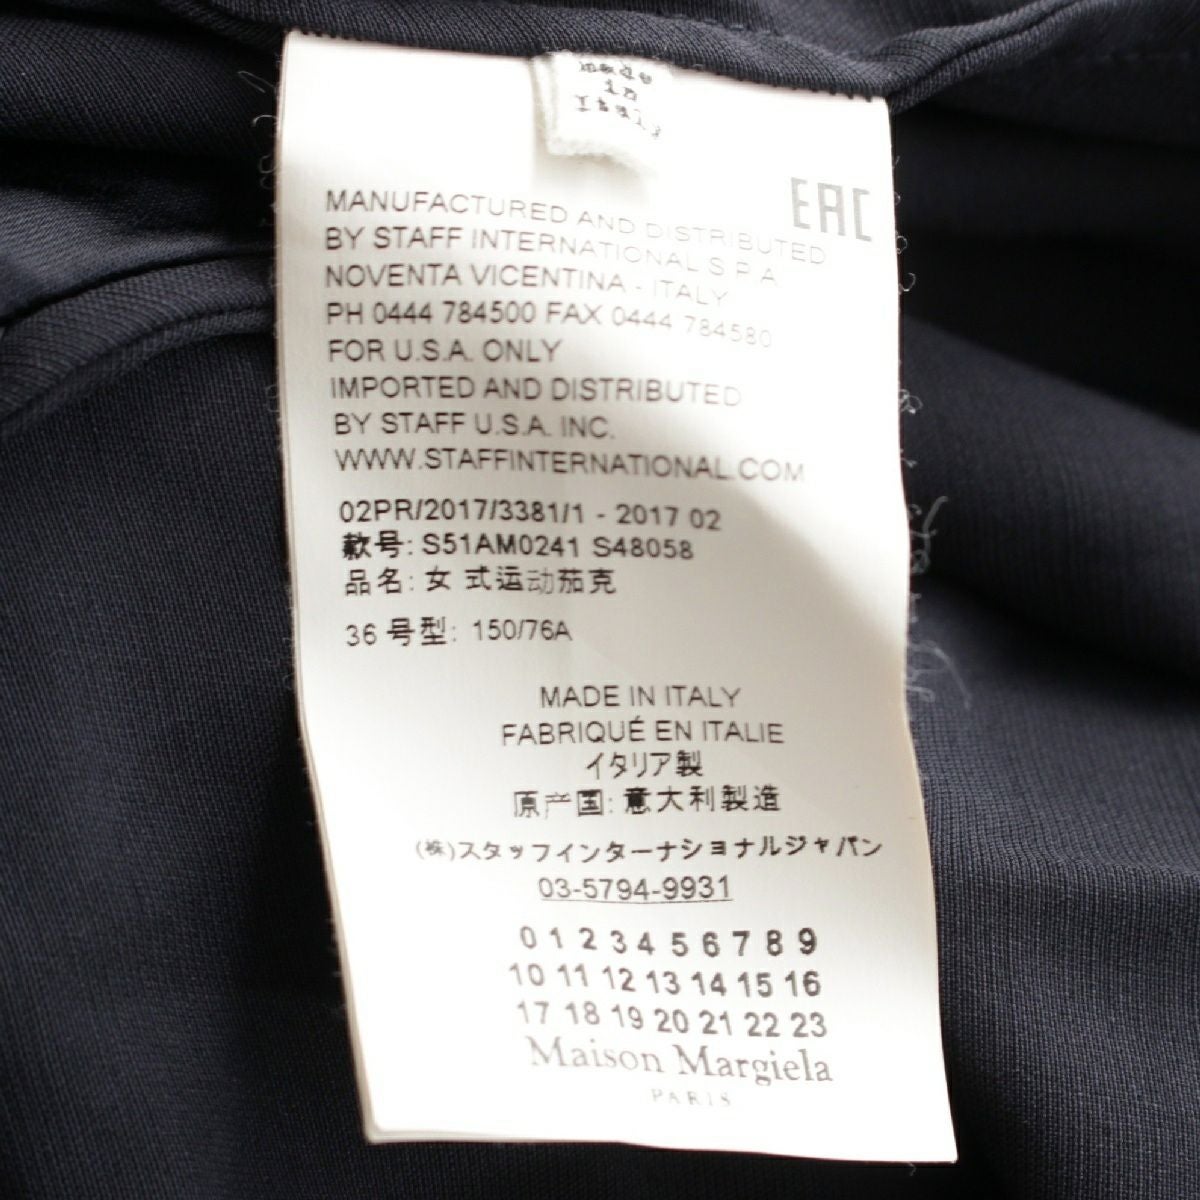 made
in
Italy
EAC
MANUFACTURED AND DISTRIBUTED
BY STAFF INTERNATIONAL S.P.A.
NOVENTA VICENTINA - ITALY
PH 0444 784500 FAX 0444 784580
FOR U.S.A. ONLY
IMPORTED AND DISTRIBUTED
BY STAFF U.S.A. INC.
WWW.STAFFINTERNATIONAL.COM
02PR/2017/3381/1 - 2017 02
款号: S51AM0241 S48058
品名: 女 式运动茄克
36 号型: 150/76A
MADE IN ITALY
FABRIQUÉ EN ITALIE
イタリア製
原产国: 意大利製造
(株)スタッフインターナショナルジャパン
03-5794-9931
0 1 2 3 4 5 6 7 8 9
10 11 12 13 14 15 16
17 18 19 20 21 22 23
Maison Margiela
PARIS